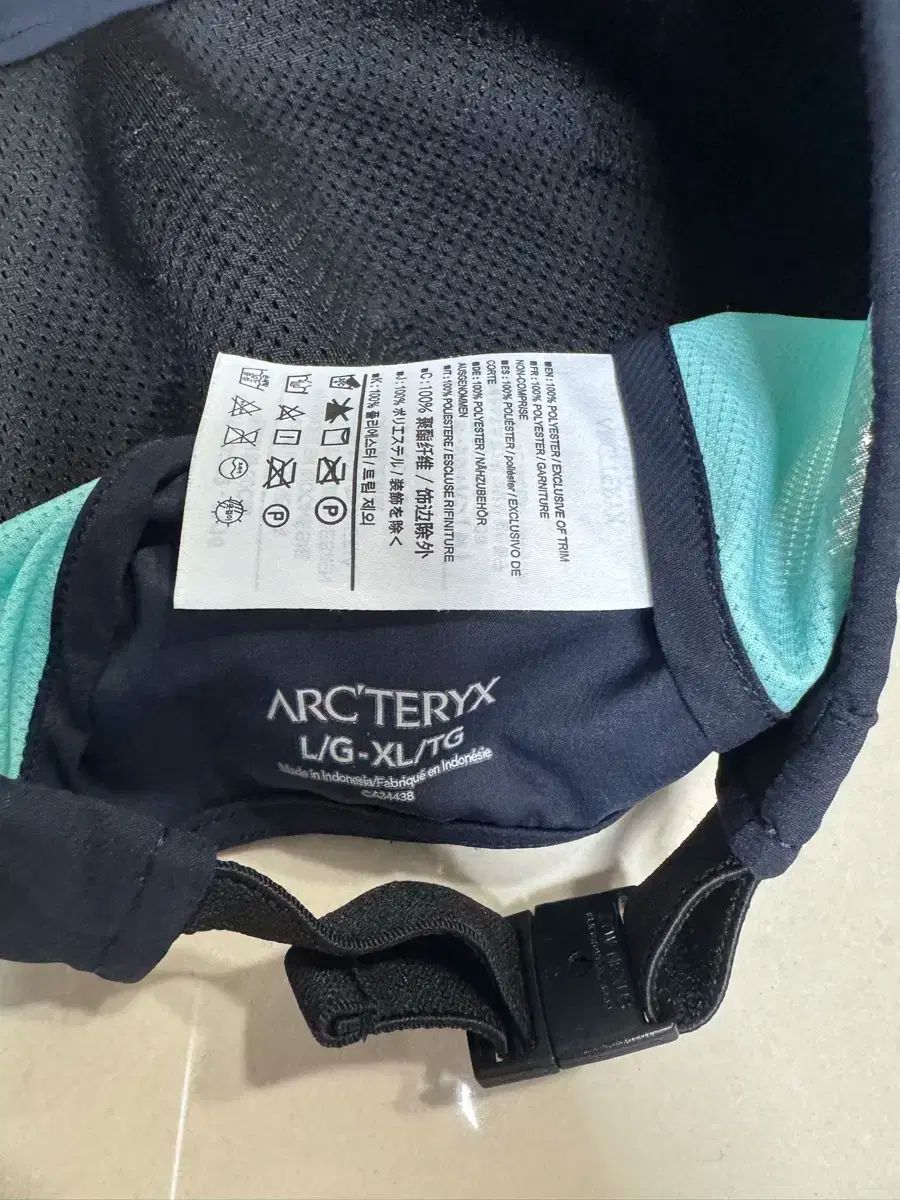 ■EN: 100% POLYESTER / EXCLUSIVE OF TRIM
■FR: 100% POLYESTER / GARNITURE
NON-COMPRISE
■ES: 100% POLIÉSTER / poliéster / EXCLUSIVO DE
CORTE
■DE: 100% POLYESTER / NÄHZUBEHÖR
AUSGENOMMEN
■IT: 100% POLIESTERE / ESCLUSE RIFINITURE
■C: 100% 聚酯纤维 / 饰边除外
■J: 100% ポリエステル / 装飾を除く
■K: 100% 폴리에스터 / 트림 제외
ARC'TERYX
L/G - XL/TG
Made in Indonesia/Fabriqué en Indonésie
CA34438